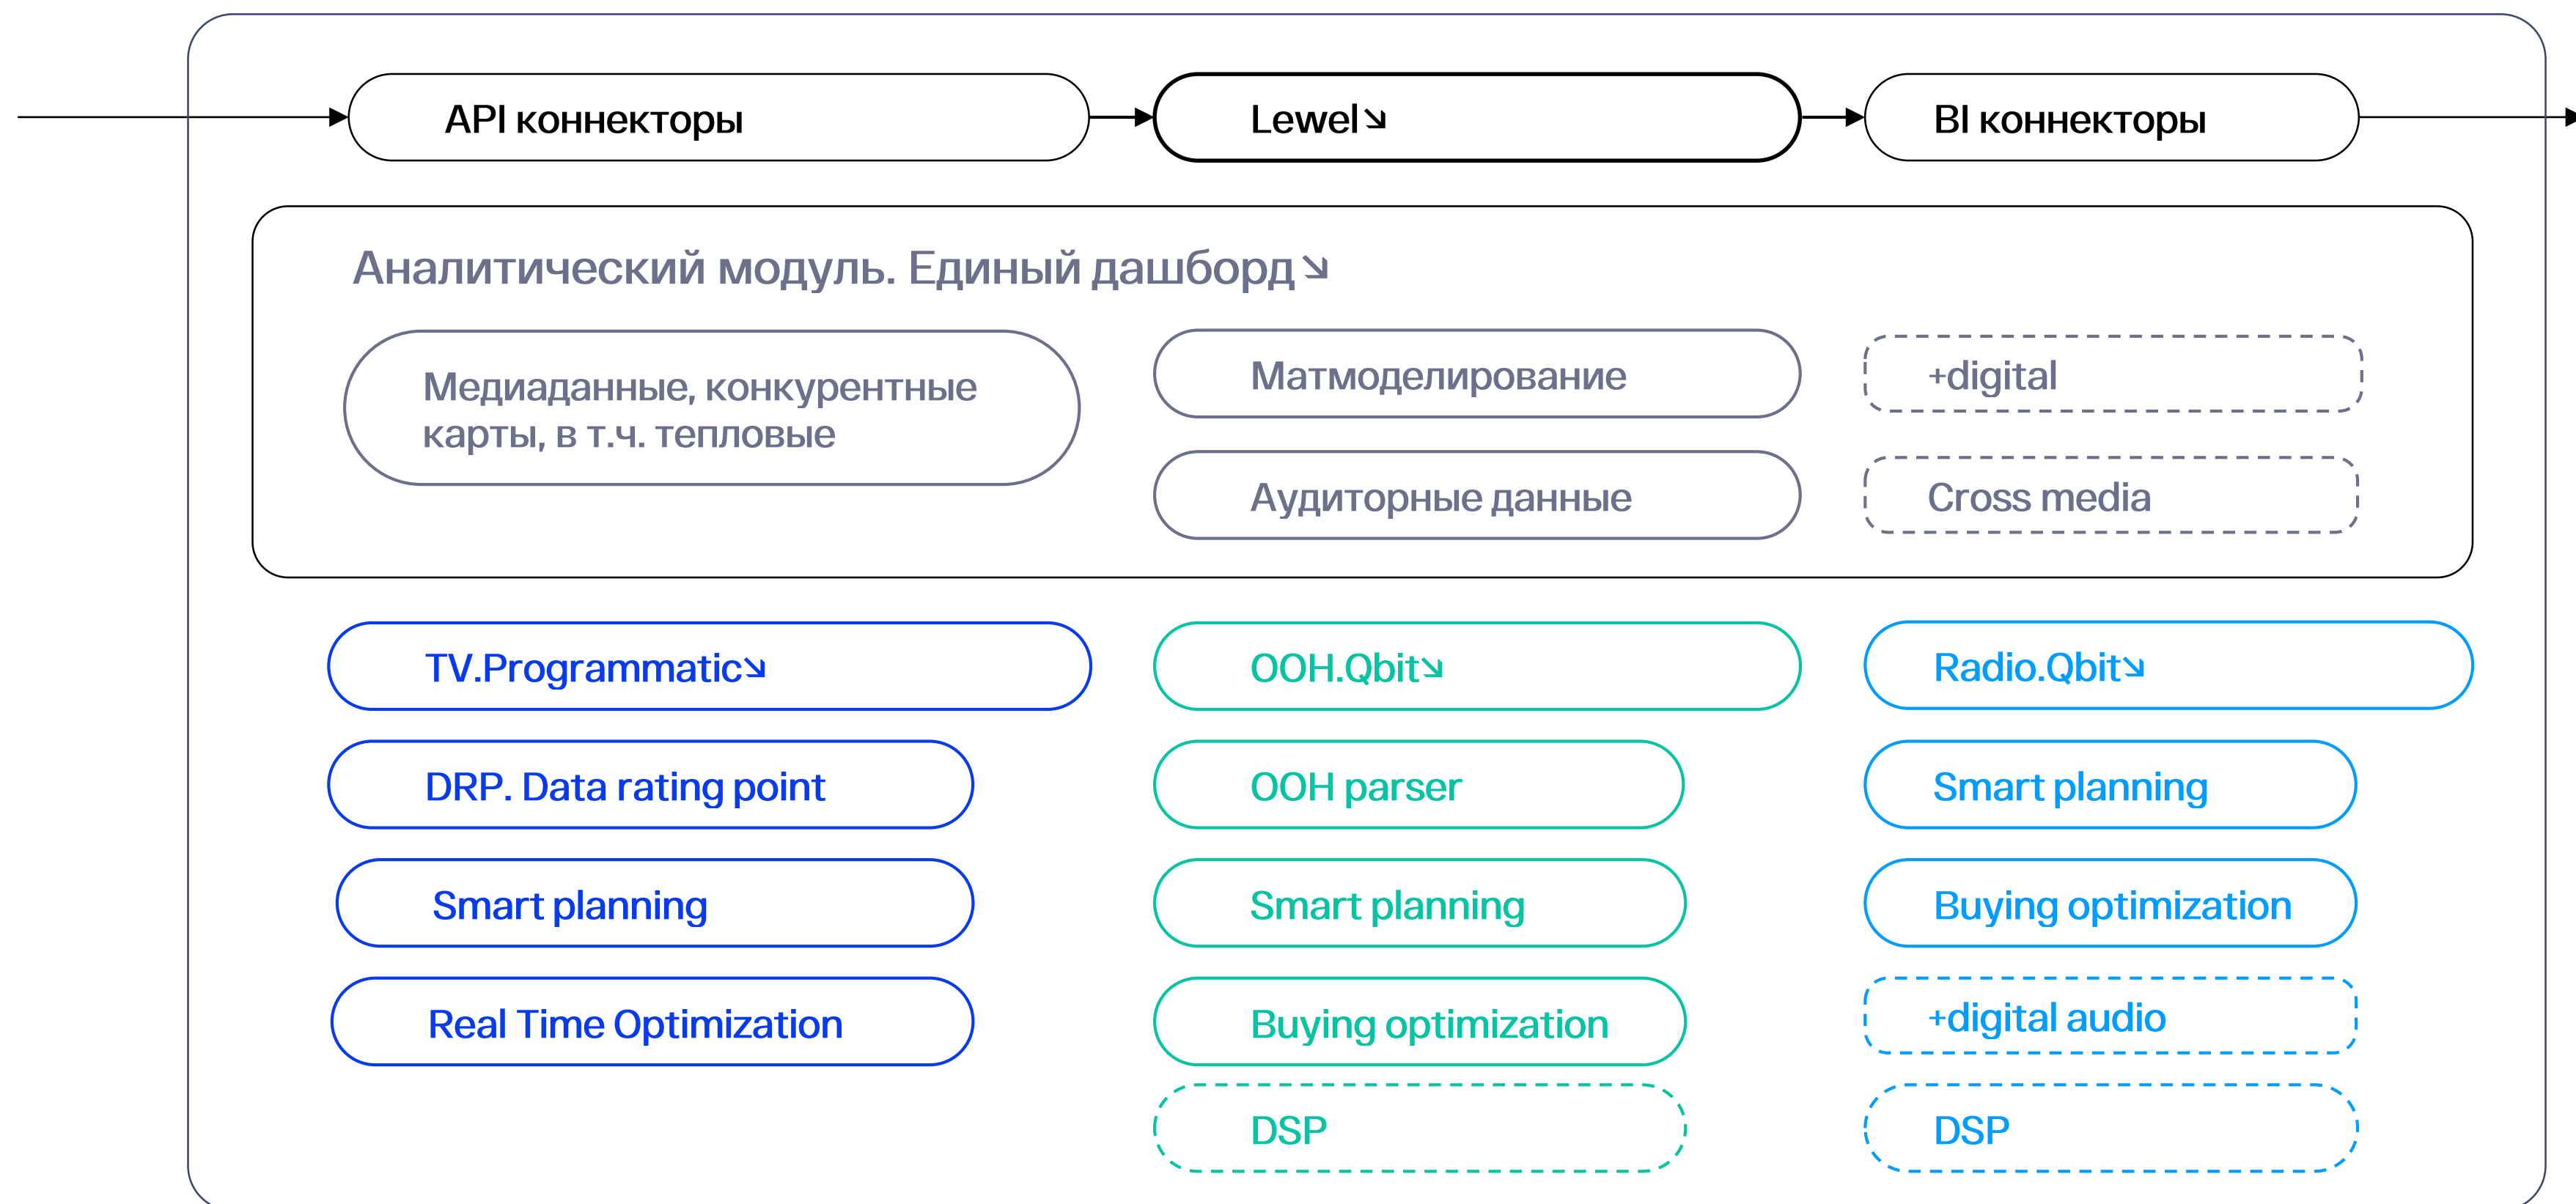 API коннекторы
Lewel↘
BI коннекторы
Аналитический модуль. Единый дашборд↘
Медиаданные, конкурентные
карты, в т.ч. тепловые
Матмоделирование
+digital
Аудиторные данные
Cross media
TV.Programmatic↘
OOH.Qbit↘
Radio.Qbit↘
DRP. Data rating point
OOH parser
Smart planning
Smart planning
Smart planning
Buying optimization
Real Time Optimization
Buying optimization
+digital audio
DSP
DSP